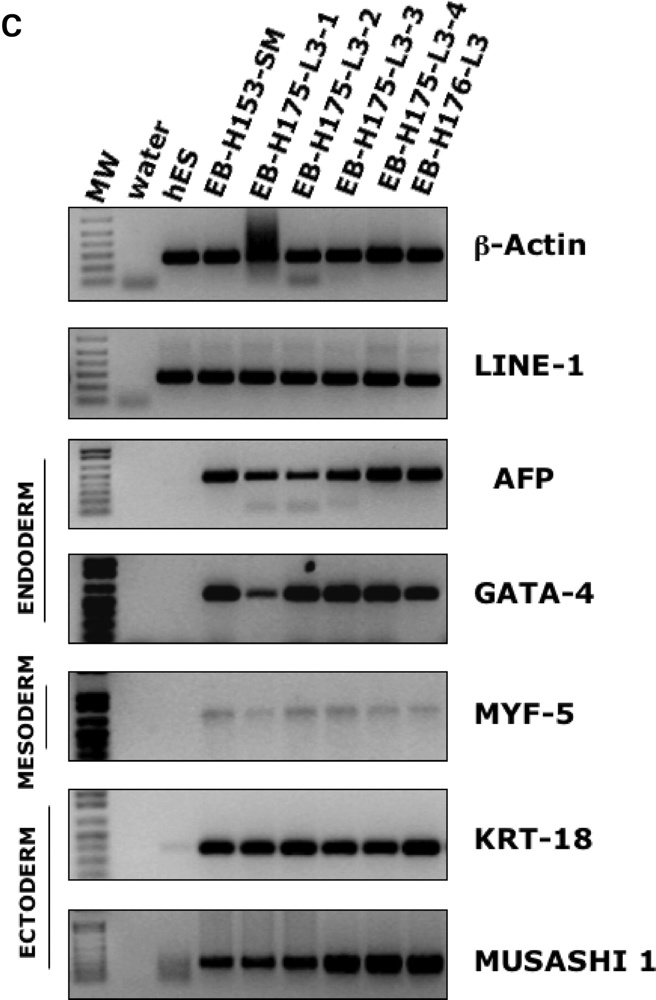 C
MW
water
hES
EB-H153-SM
EB-H175-L3-1
EB-H175-L3-2
EB-H175-L3-3
EB-H175-L3-4
EB-H176-L3
β-Actin
LINE-1
ENDODERM
AFP
GATA-4
MESODERM
MYF-5
ECTODERM
KRT-18
MUSASHI 1